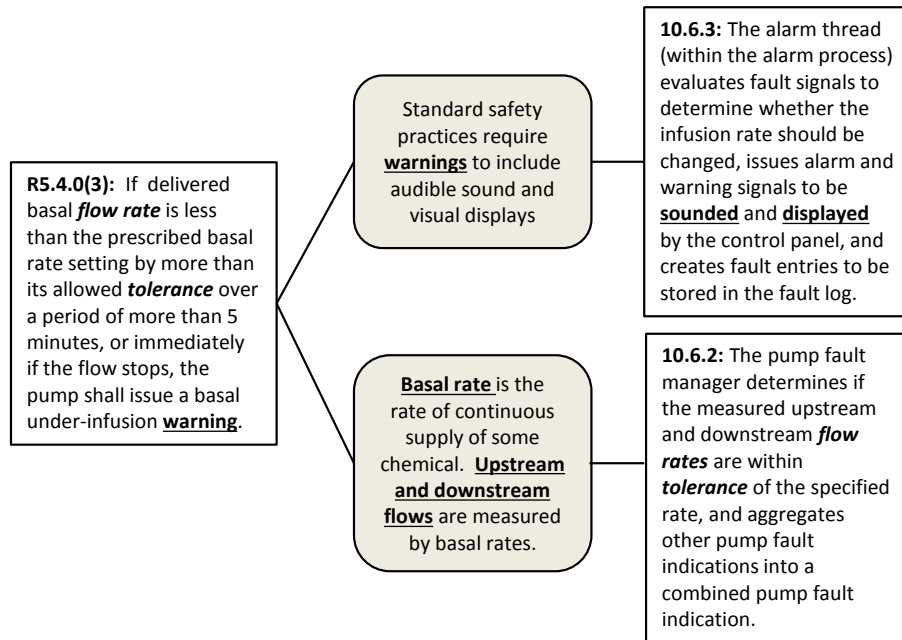 R5.4.0(3): If delivered
basal flow rate is less
than the prescribed basal
rate setting by more than
its allowed tolerance over
a period of more than 5
minutes, or immediately
if the flow stops, the
pump shall issue a basal
under-infusion warning.
Standard safety
practices require
warnings to include
audible sound and
visual displays
Basal rate is the
rate of continuous
supply of some
chemical. Upstream
and downstream
flows are measured
by basal rates.
10.6.3: The alarm thread
(within the alarm process)
evaluates fault signals to
determine whether the
infusion rate should be
changed, issues alarm and
warning signals to be
sounded and displayed
by the control panel, and
creates fault entries to be
stored in the fault log.
10.6.2: The pump fault
manager determines if
the measured upstream
and downstream flow
rates are within
tolerance of the specified
rate, and aggregates
other pump fault
indications into a
combined pump fault
indication.